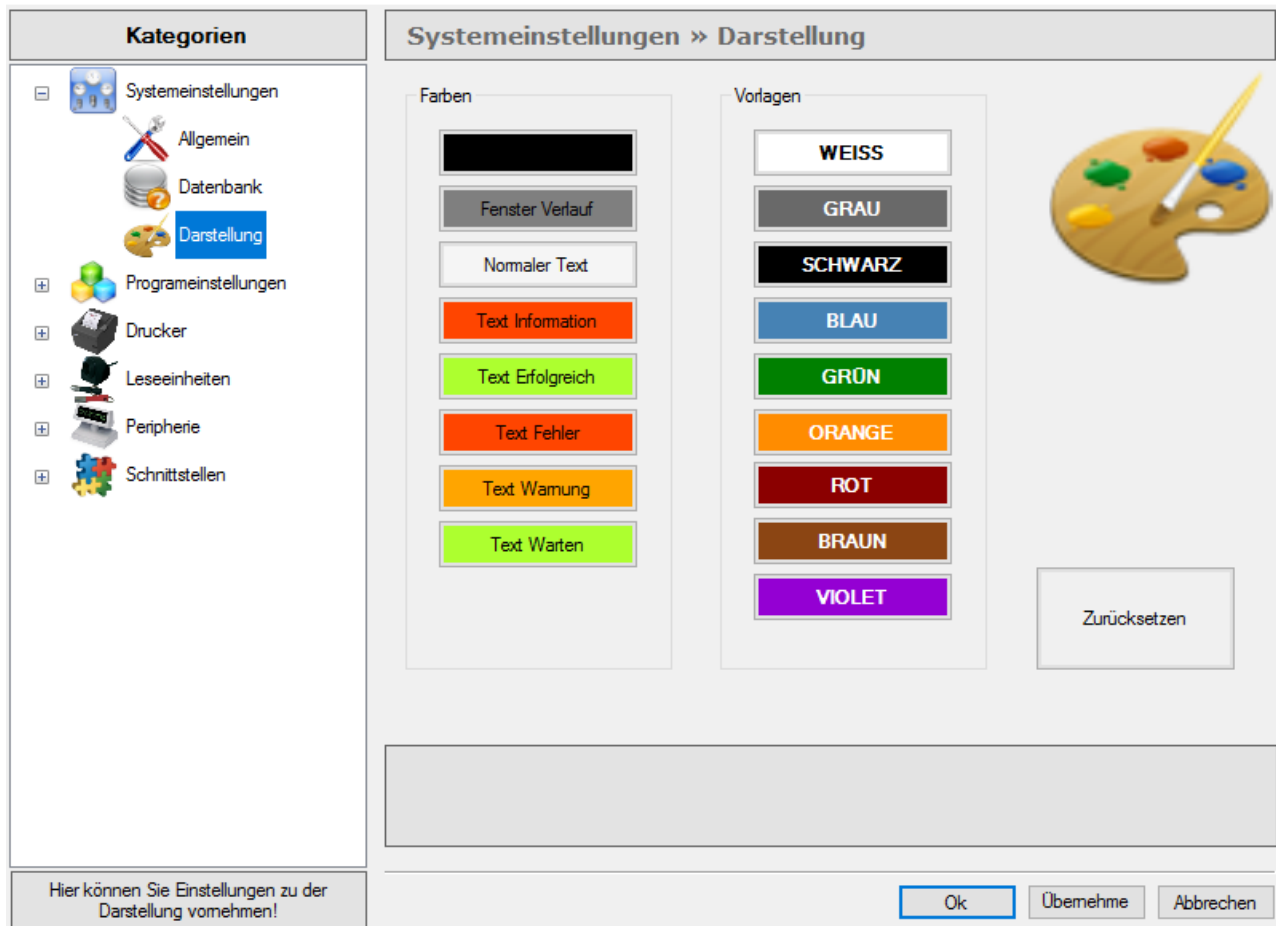 Kategorien
Systemeinstellungen
Allgemein
Datenbank
Darstellung
Programeinstellungen
Drucker
Leseeinheiten
Peripherie
Schnittstellen
Hier können Sie Einstellungen zu der
Darstellung vornehmen!
Systemeinstellungen » Darstellung
Farben
Fenster Verlauf
Normaler Text
Text Information
Text Erfolgreich
Text Fehler
Text Warnung
Text Warten
Vorlagen
WEISS
GRAU
SCHWARZ
BLAU
GRÜN
ORANGE
ROT
BRAUN
VIOLET
Zurücksetzen
Ok
Übernehme
Abbrechen